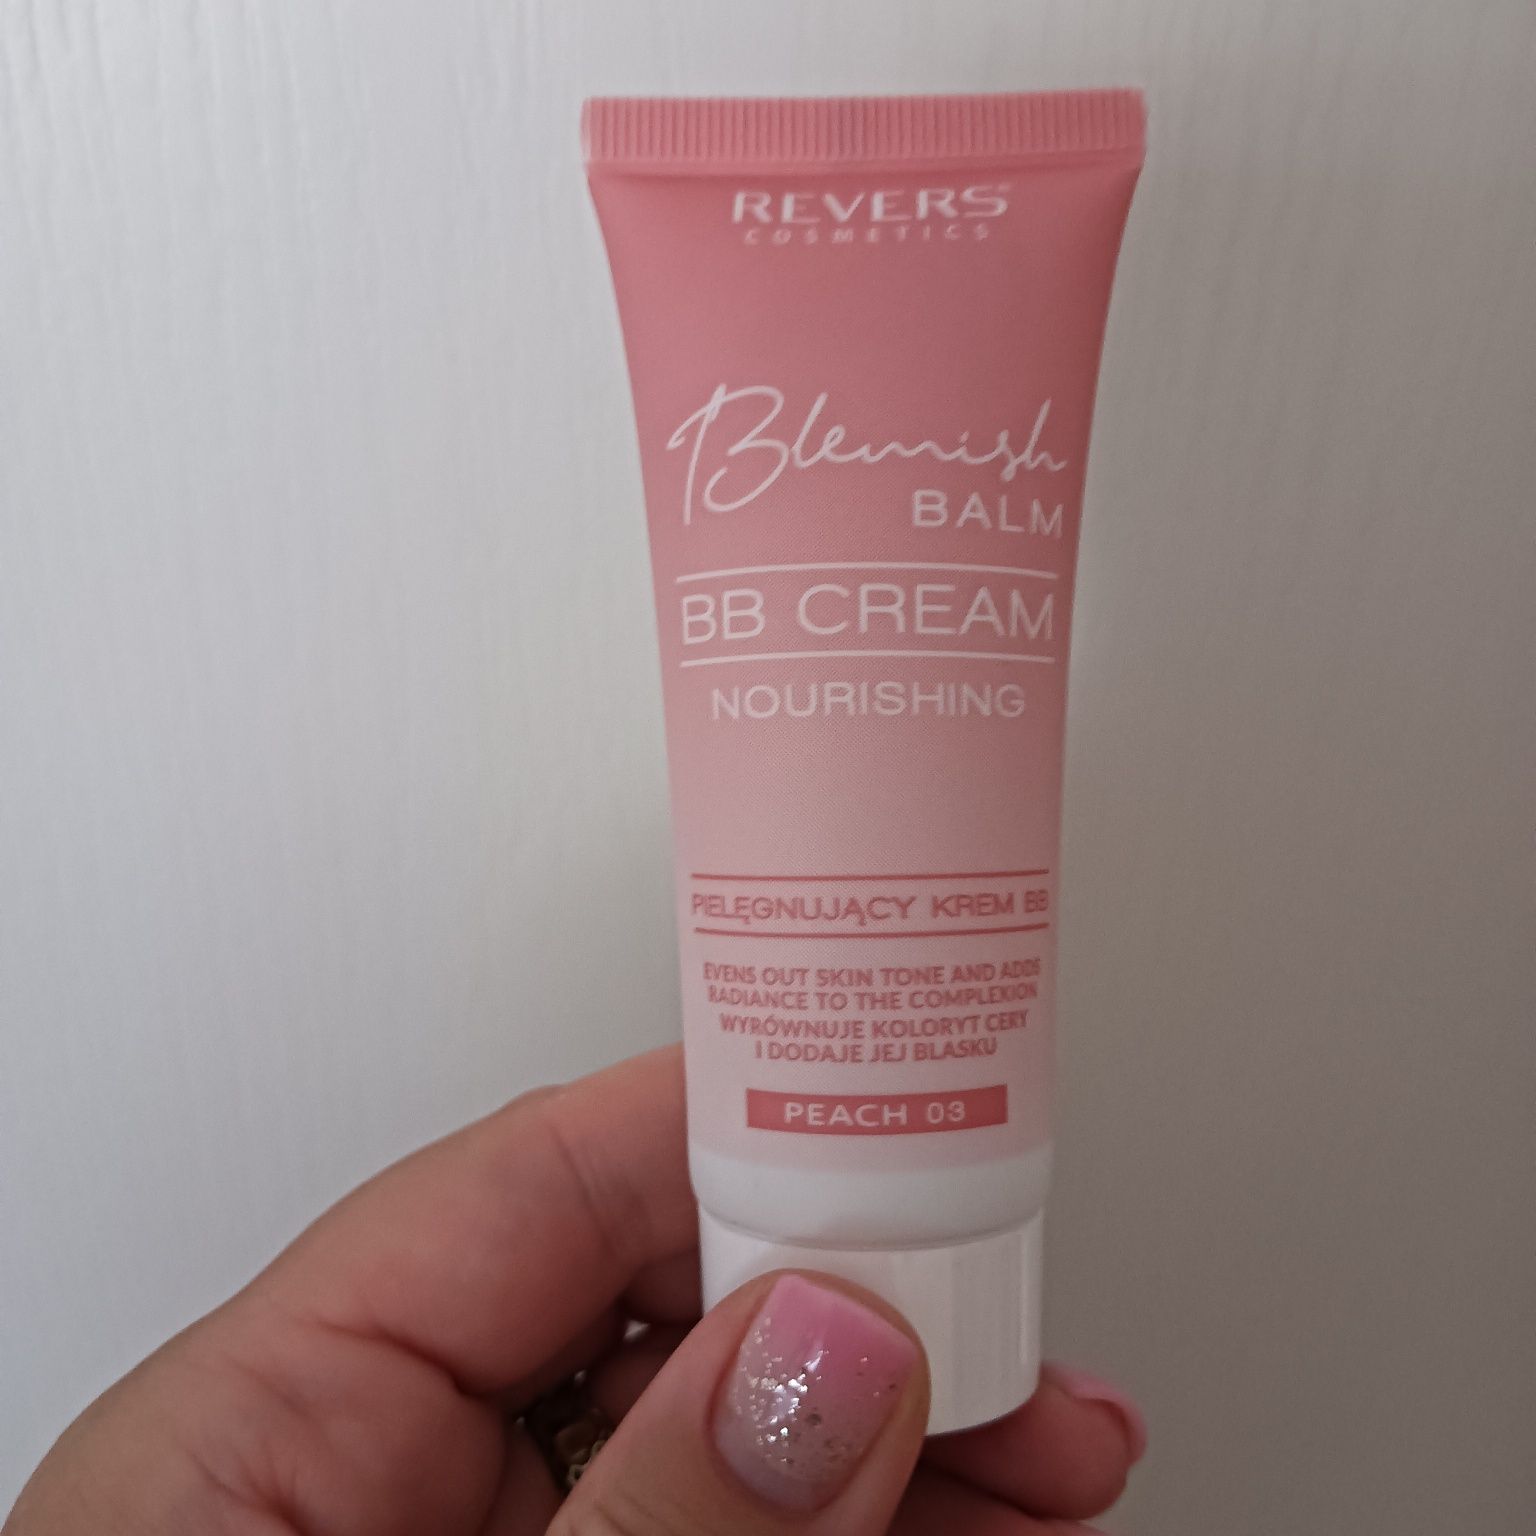 REVERS®
COSMETICS
Blemish
BALM
BB CREAM
NOURISHING
PIELĘGNUJĄCY KREM BB
EVENS OUT SKIN TONE AND ADDS
RADIANCE TO THE COMPLEXION
WYRÓWNUJE KOLORYT CERY
I DODAJE JEJ BLASKU
PEACH 03